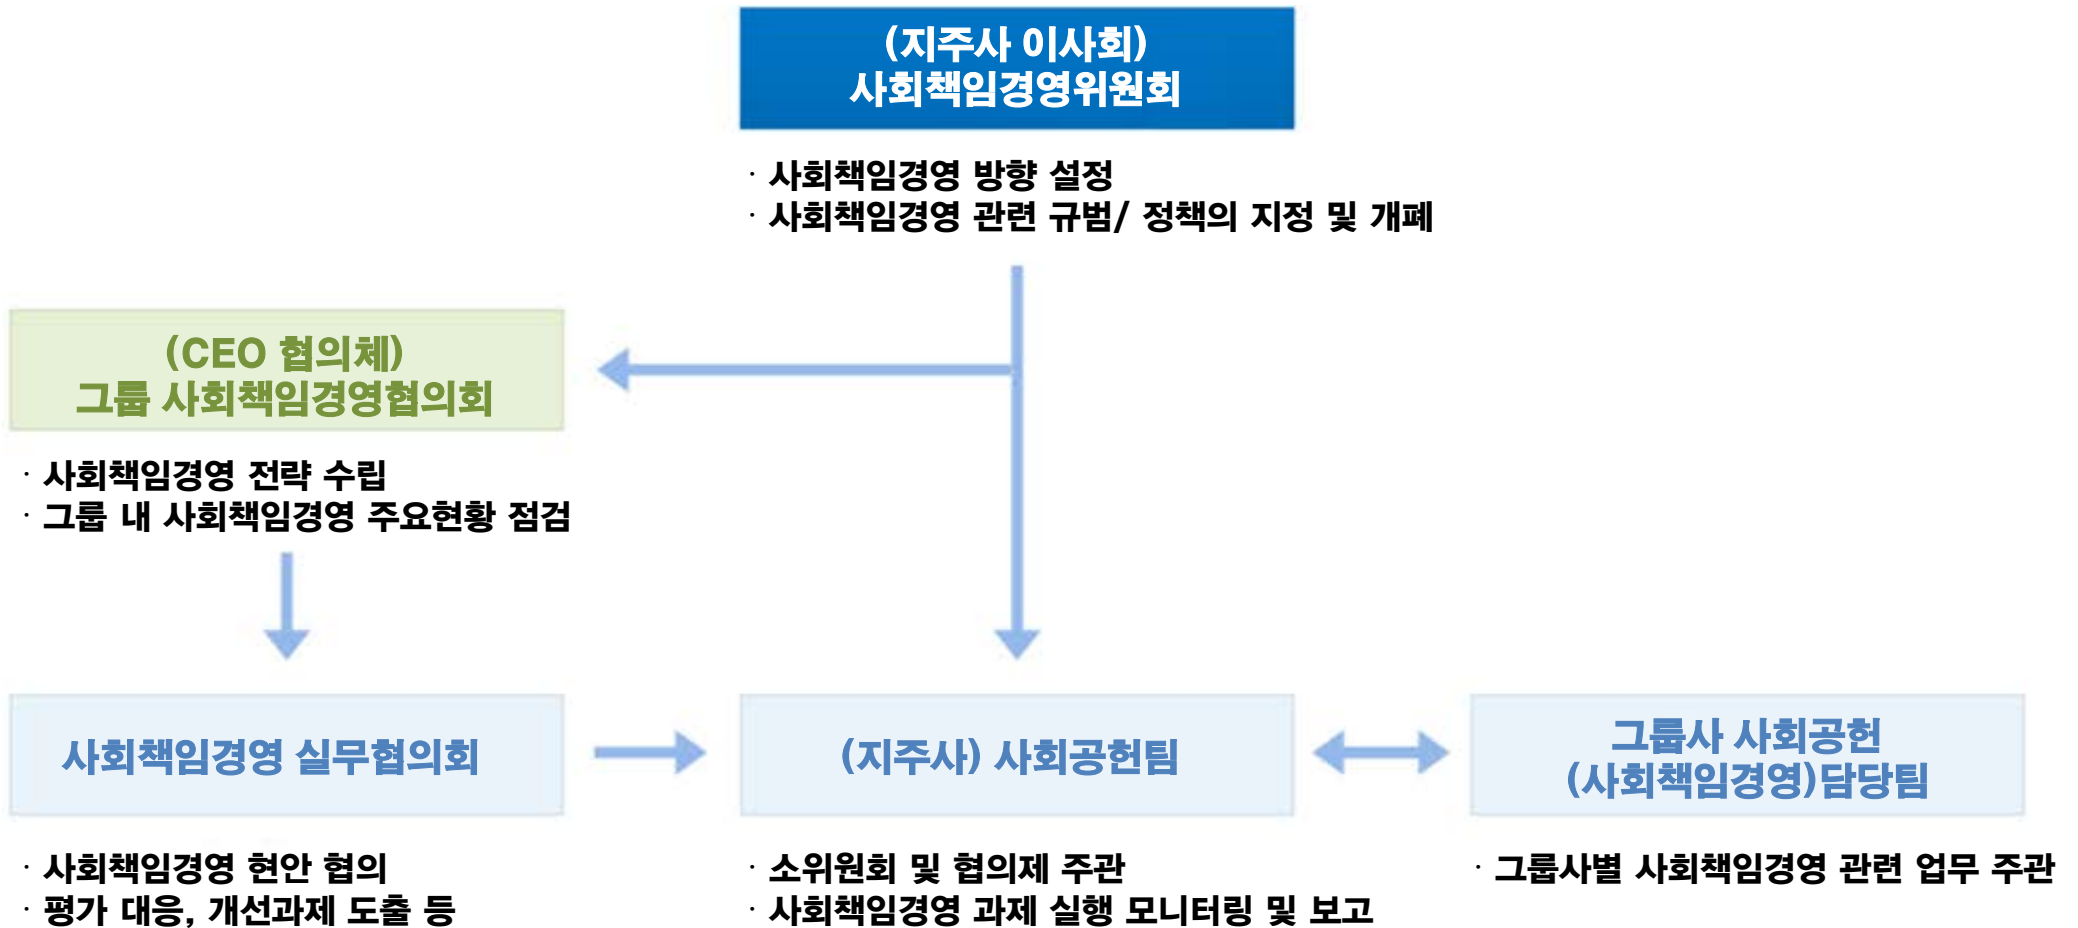 (지주사 이사회)
사회책임경영위원회
· 사회책임경영 방향 설정
· 사회책임경영 관련 규범/ 정책의 지정 및 개폐
(CEO 협의체)
그룹 사회책임경영협의회
· 사회책임경영 전략 수립
· 그룹 내 사회책임경영 주요현황 점검
사회책임경영 실무협의회
· 사회책임경영 현안 협의
· 평가 대응, 개선과제 도출 등
(지주사) 사회공헌팀
· 소위원회 및 협의제 주관
· 사회책임경영 과제 실행 모니터링 및 보고
그룹사 사회공헌
(사회책임경영)담당팀
· 그룹사별 사회책임경영 관련 업무 주관